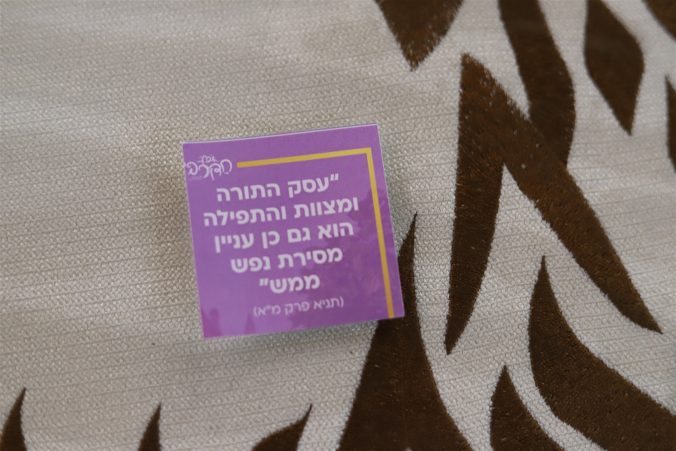 "עסק התורה
ומצוות והתפילה
הוא גם כן עניין
מסירת נפש
ממש"
(תניא פרק מ"א)